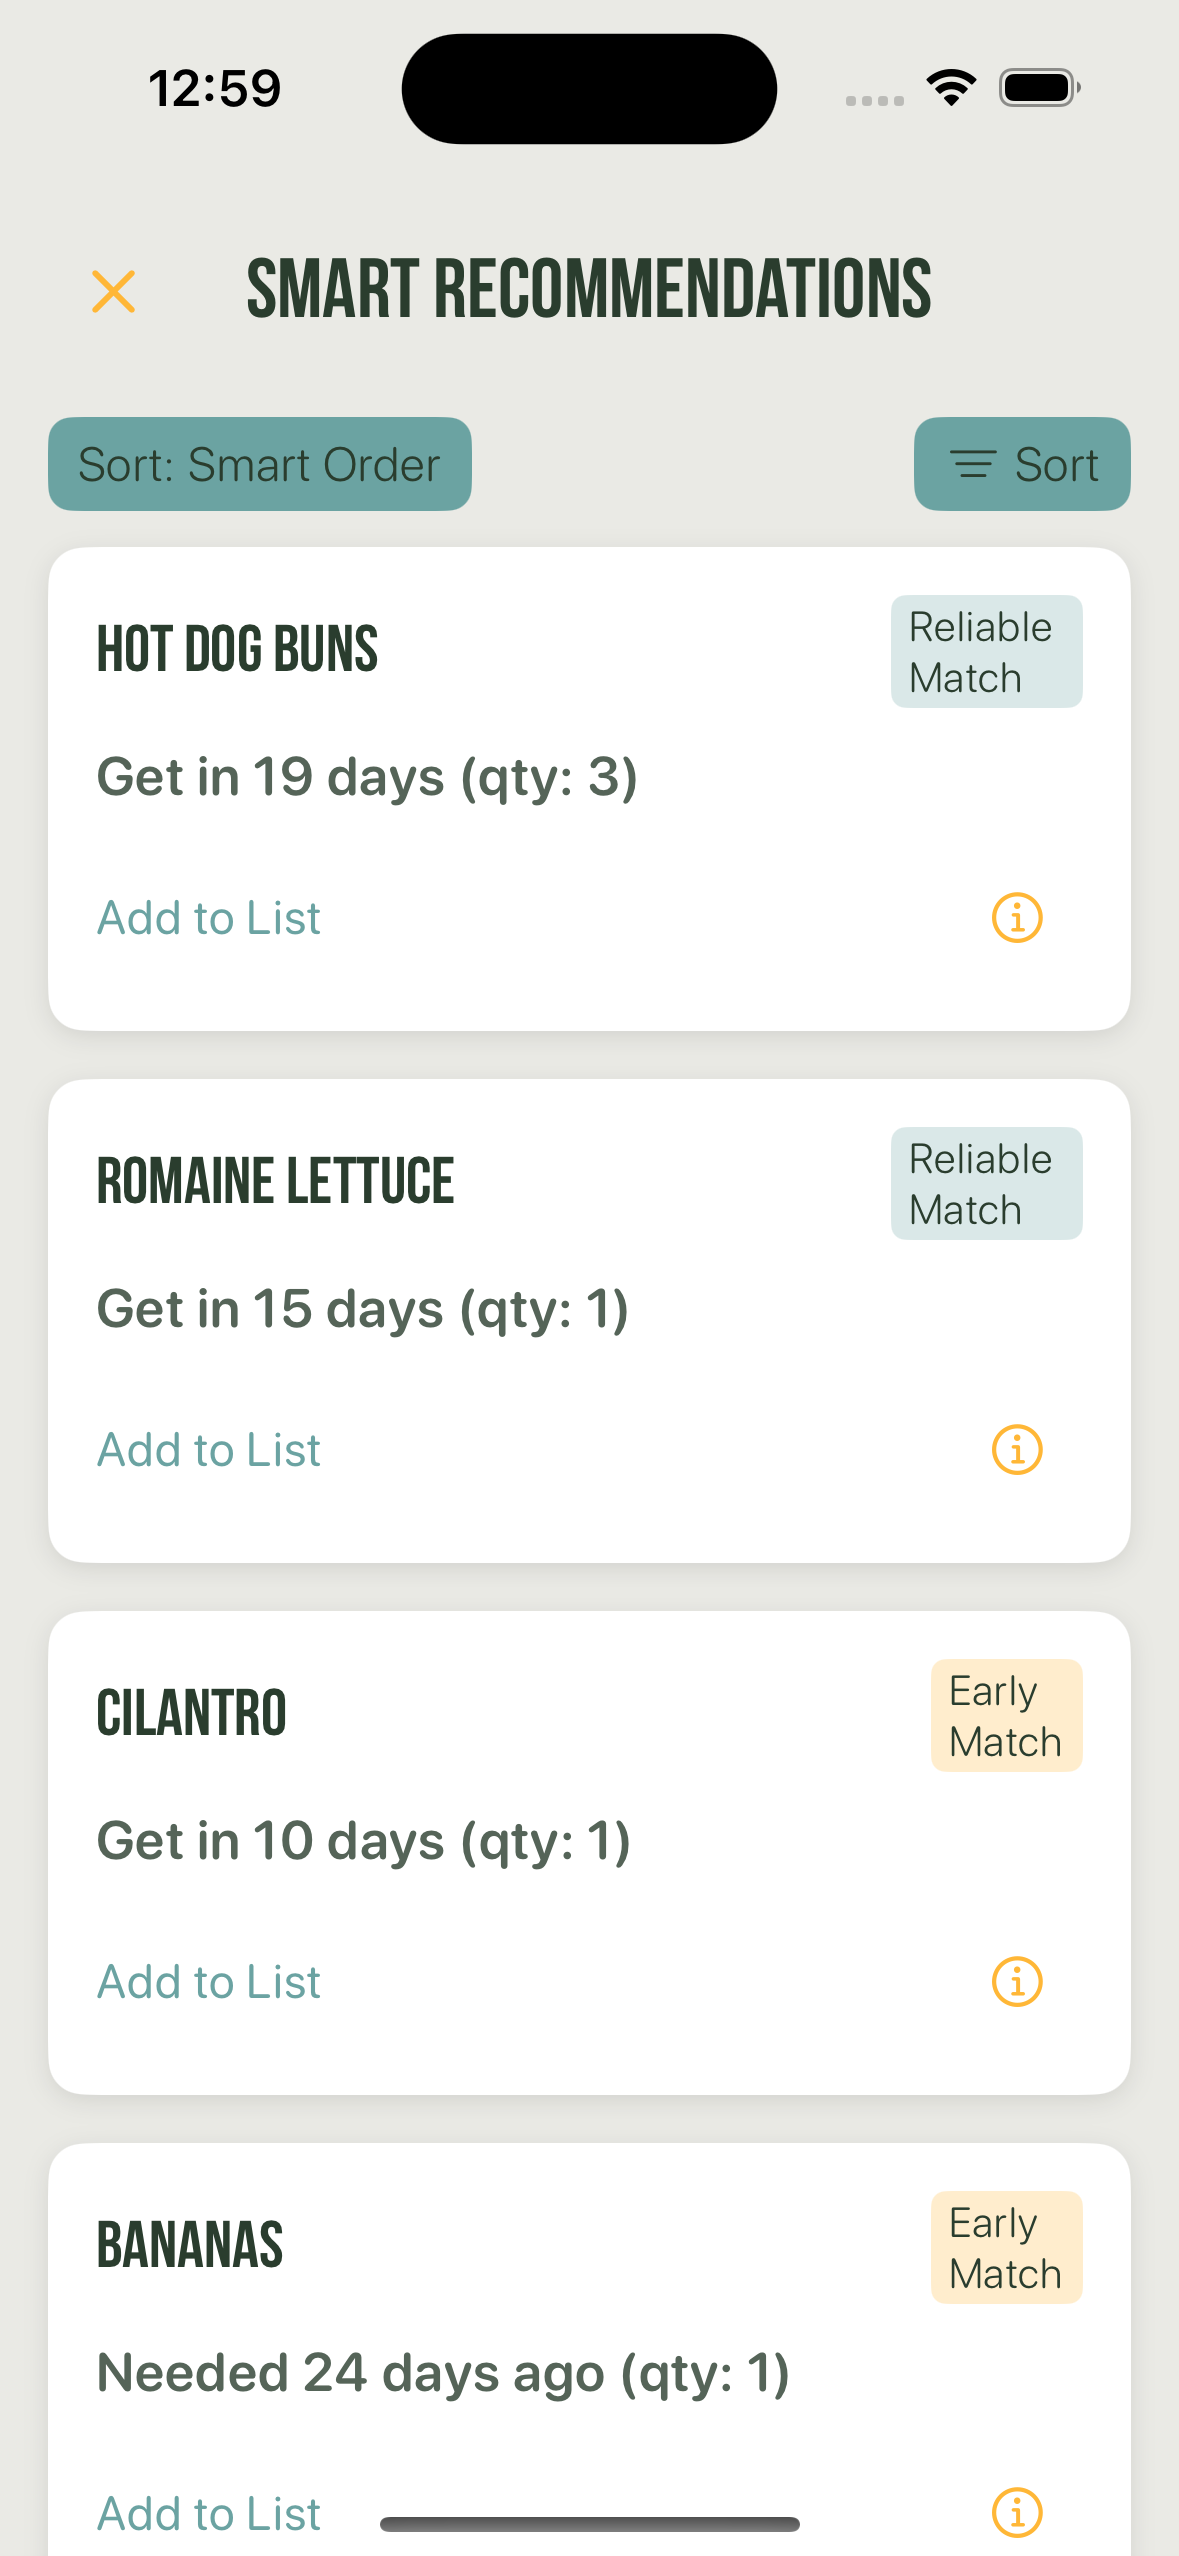 12:59
SMART RECOMMENDATIONS
Sort: Smart Order
Sort
HOT DOG BUNS
Reliable
Match
Get in 19 days (qty: 3)
Add to List
ROMAINE LETTUCE
Reliable
Match
Get in 15 days (qty: 1)
Add to List
CILANTRO
Early
Match
Get in 10 days (qty: 1)
Add to List
BANANAS
Early
Match
Needed 24 days ago (qty: 1)
Add to List